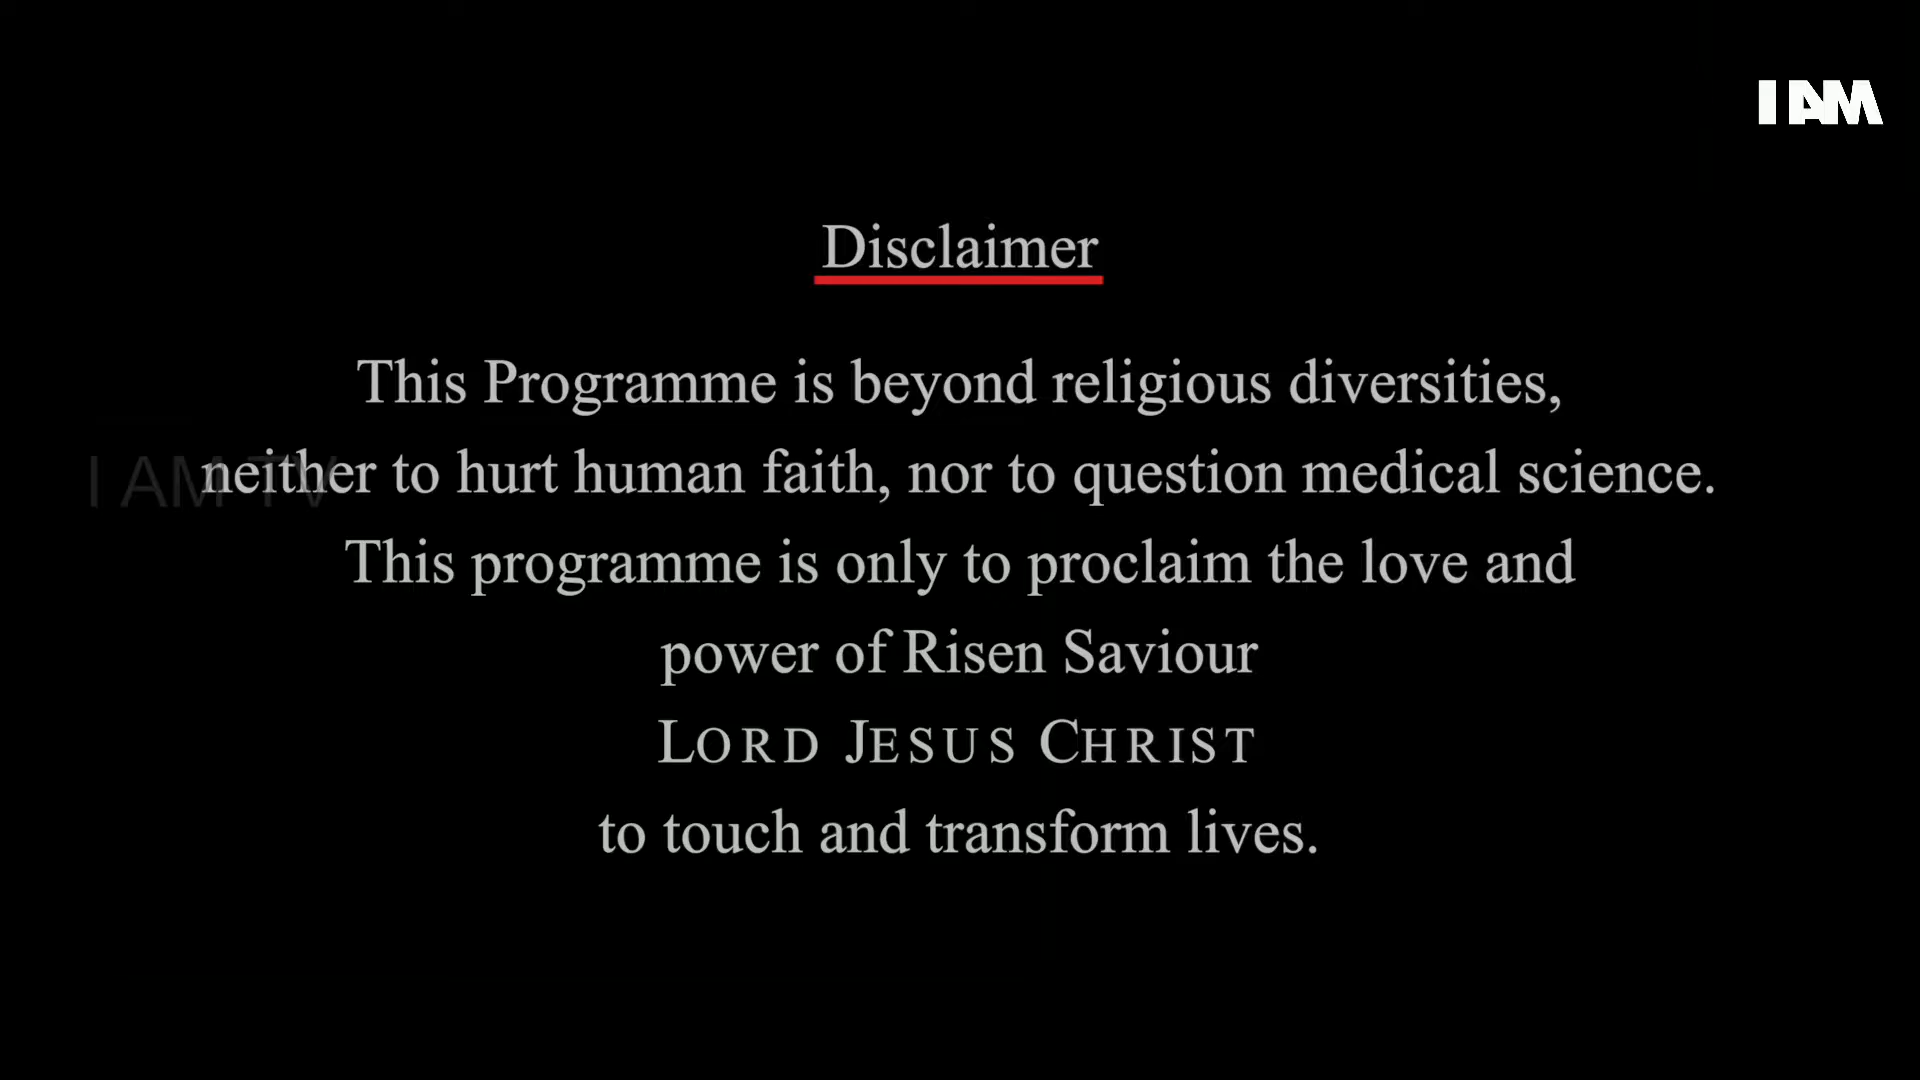 I AM
Disclaimer
This Programme is beyond religious diversities,
neither to hurt human faith, nor to question medical science.
I AM TV
This programme is only to proclaim the love and
power of Risen Saviour
LORD JESUS CHRIST
to touch and transform lives.